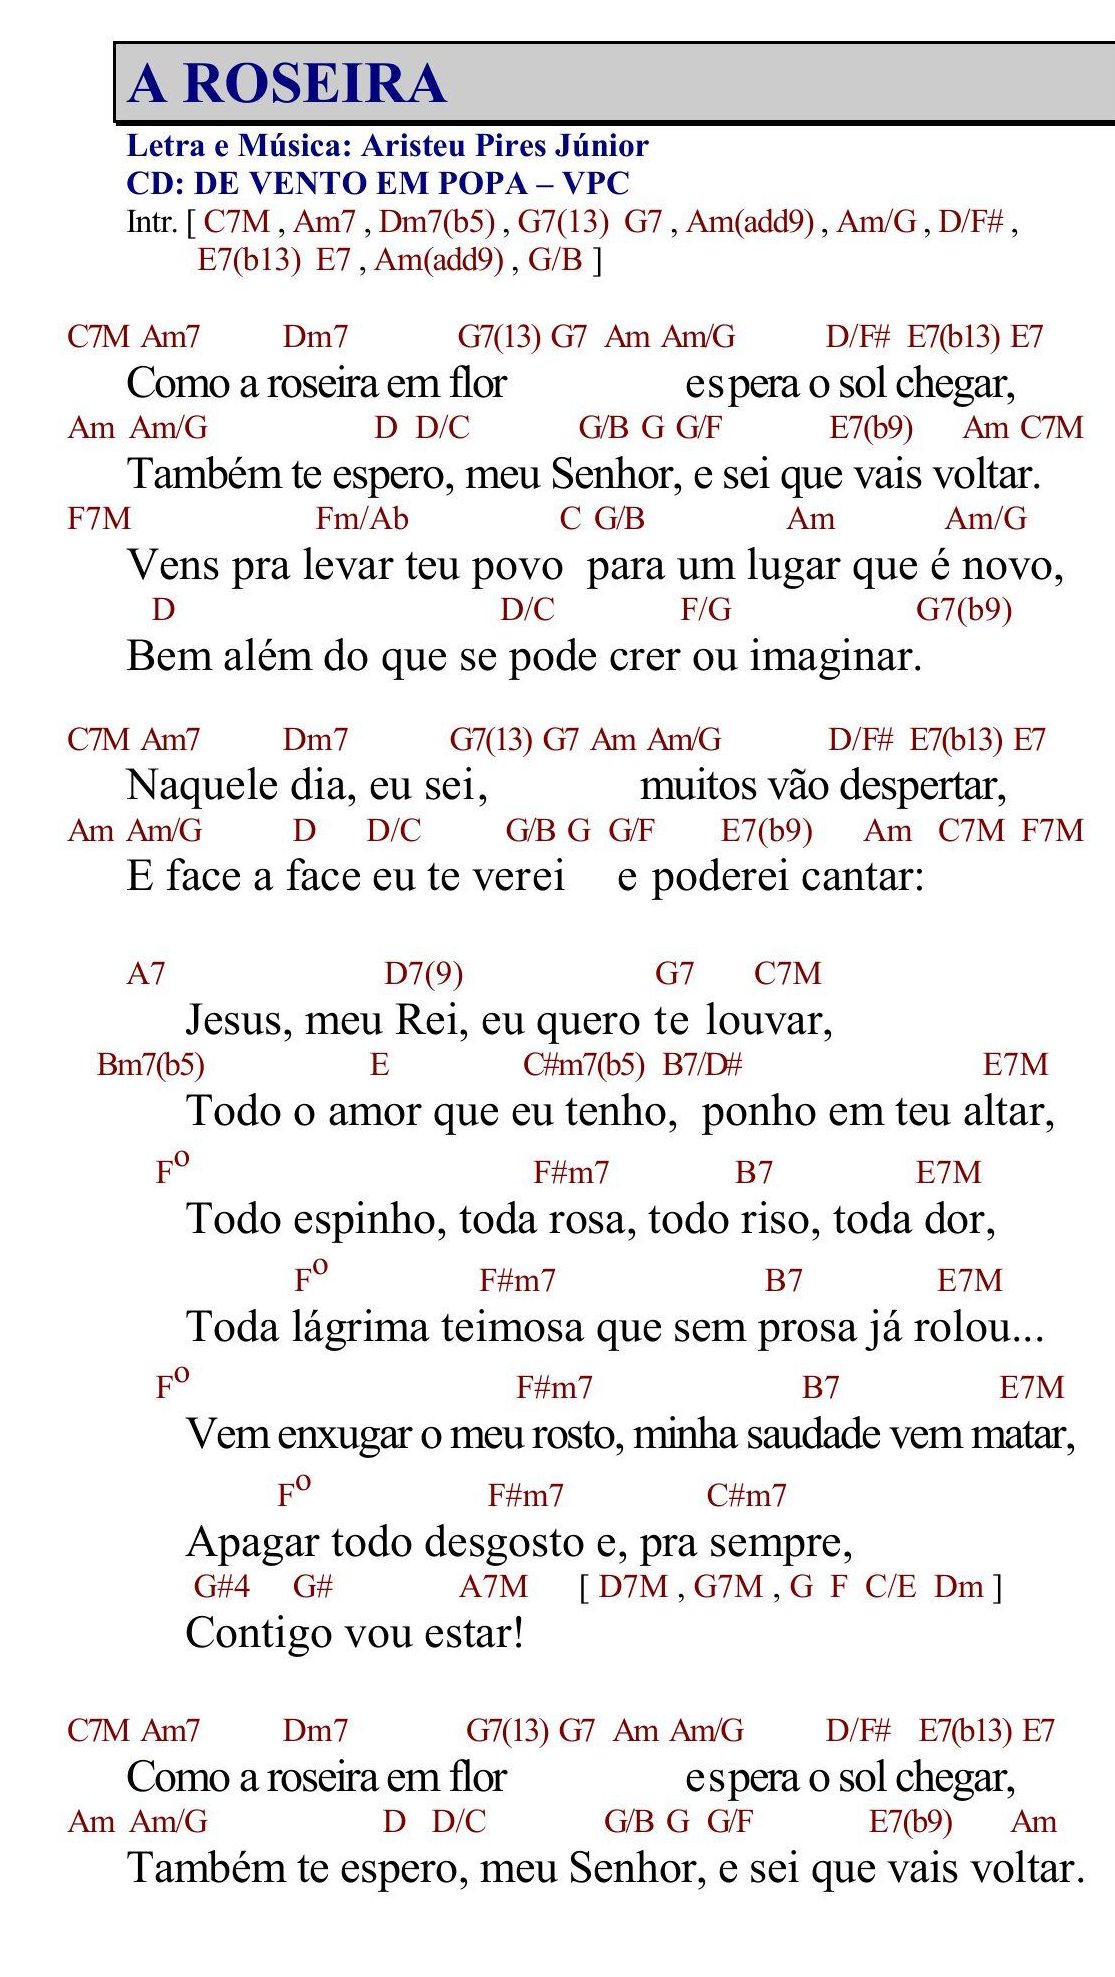 A ROSEIRA
Letra e Música: Aristeu Pires Júnior
CD: DE VENTO EM POPA – VPC
Intr. [ C7M , Am7 , Dm7(b5) , G7(13) G7 , Am(add9) , Am/G , D/F# ,
E7(b13) E7 , Am(add9) , G/B ]
C7M Am7 Dm7 G7(13) G7 Am Am/G D/F# E7(b13) E7
Como a roseira em flor espera o sol chegar,
Am Am/G D D/C G/B G G/F E7(b9) Am C7M
Também te espero, meu Senhor, e sei que vais voltar.
F7M Fm/Ab C G/B Am Am/G
Vens pra levar teu povo para um lugar que é novo,
D D/C F/G G7(b9)
Bem além do que se pode crer ou imaginar.
C7M Am7 Dm7 G7(13) G7 Am Am/G D/F# E7(b13) E7
Naquele dia, eu sei, muitos vão despertar,
Am Am/G D D/C G/B G G/F E7(b9) Am C7M F7M
E face a face eu te verei e poderei cantar:
A7 D7(9) G7 C7M
Jesus, meu Rei, eu quero te louvar,
Bm7(b5) E C#m7(b5) B7/D# E7M
Todo o amor que eu tenho, ponho em teu altar,
Fº F#m7 B7 E7M
Todo espinho, toda rosa, todo riso, toda dor,
Fº F#m7 B7 E7M
Toda lágrima teimosa que sem prosa já rolou...
Fº F#m7 B7 E7M
Vem enxugar o meu rosto, minha saudade vem matar,
Fº F#m7 C#m7
Apagar todo desgosto e, pra sempre,
G#4 G# A7M [ D7M , G7M , G F C/E Dm ]
Contigo vou estar!
C7M Am7 Dm7 G7(13) G7 Am Am/G D/F# E7(b13) E7
Como a roseira em flor espera o sol chegar,
Am Am/G D D/C G/B G G/F E7(b9) Am
Também te espero, meu Senhor, e sei que vais voltar.